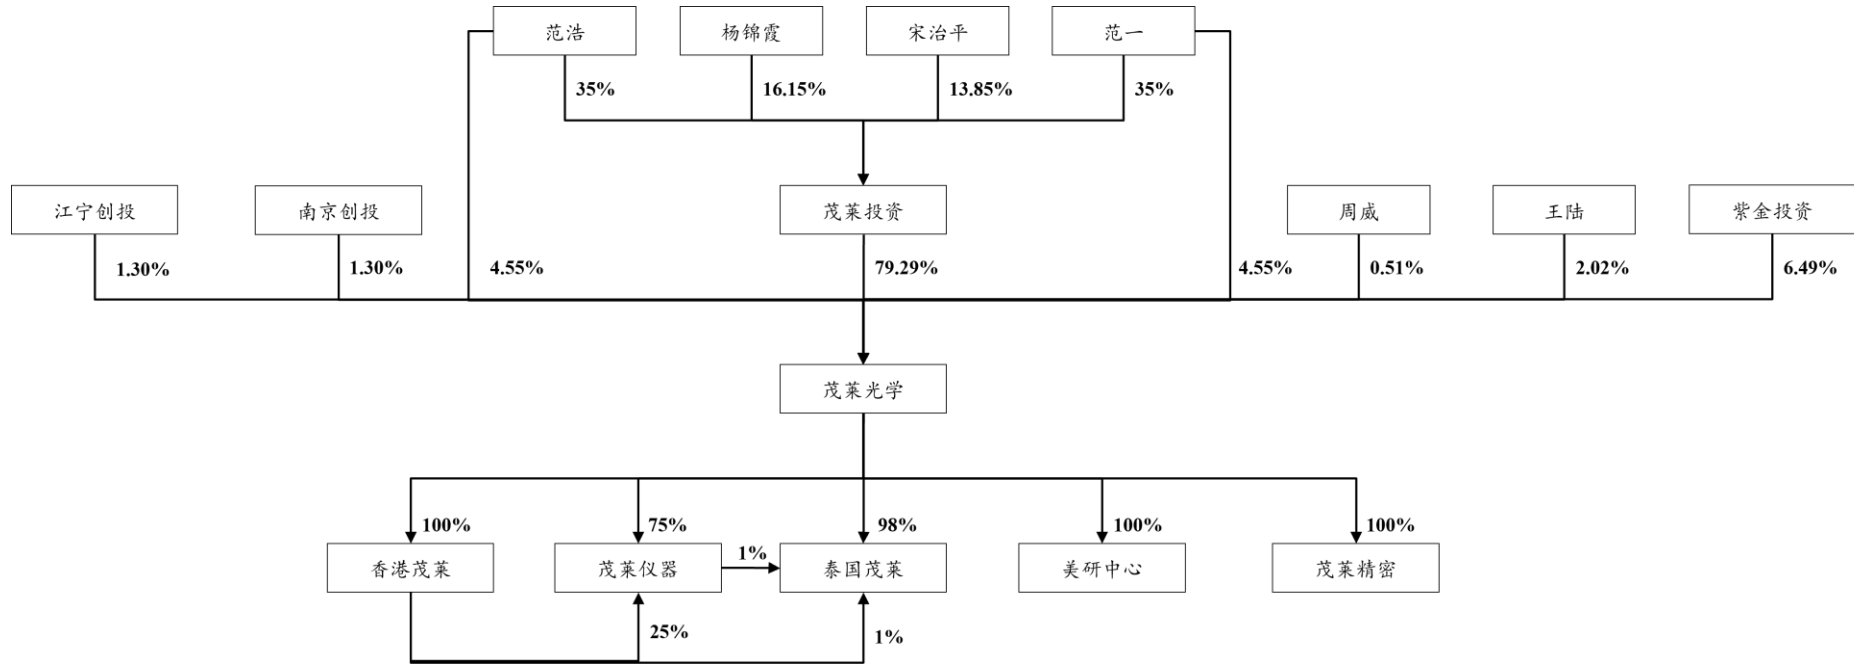 范浩 杨锦霞 宋治平 范一
35% 16.15% 13.85% 35%
江宁创投 南京创投 茂莱投资 周威 王陆 紫金投资
1.30% 1.30% 4.55% 79.29% 4.55% 0.51% 2.02% 6.49%
茂莱光学
100% 75% 98% 100% 100%
1%
香港茂莱 茂莱仪器 泰国茂莱 美研中心 茂莱精密
25% 1%